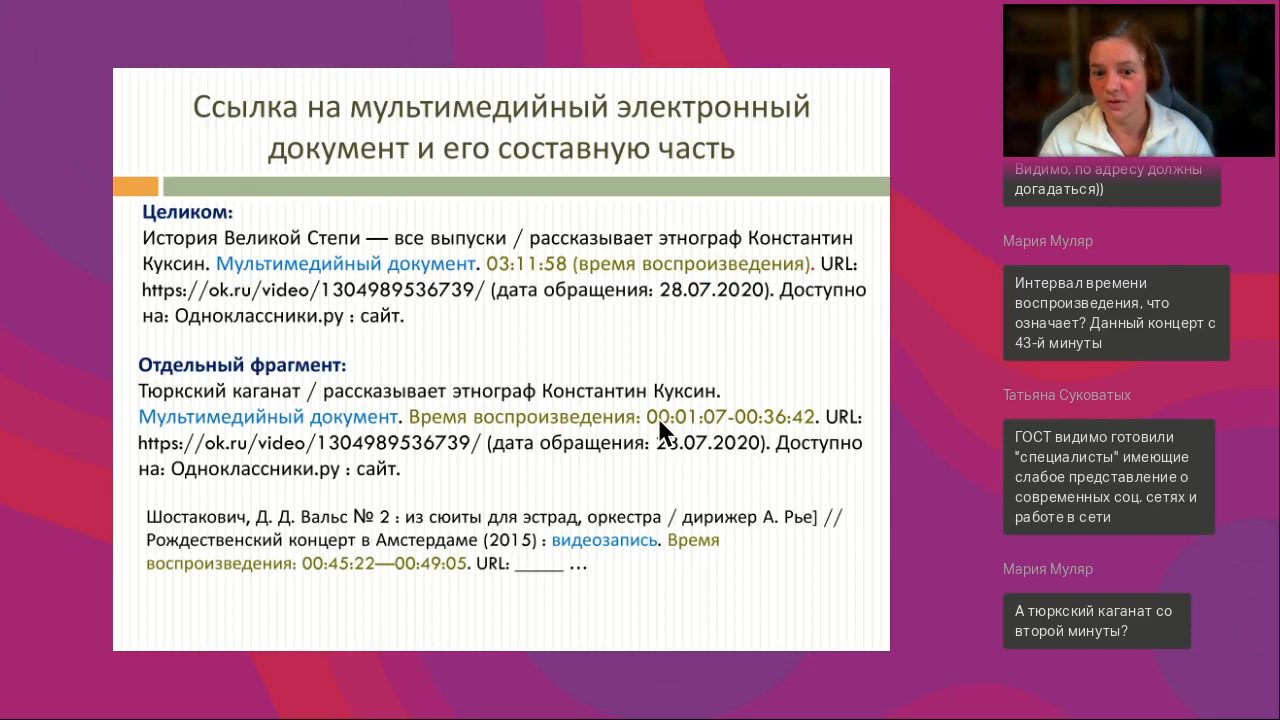 Ссылка на мультимедийный электронный
документ и его составную часть
Целиком:
История Великой Степи — все выпуски / рассказывает этнограф Константин
Куксин. Мультимедийный документ. 03:11:58 (время воспроизведения). URL:
https://ok.ru/video/1304989536739/ (дата обращения: 28.07.2020). Доступно
на: Одноклассники.ру : сайт.
Отдельный фрагмент:
Тюркский каганат / рассказывает этнограф Константин Куксин.
Мультимедийный документ. Время воспроизведения: 00:01:07-00:36:42. URL:
https://ok.ru/video/1304989536739/ (дата обращения: 28.07.2020). Доступно
на: Одноклассники.ру : сайт.
Шостакович, Д. Д. Вальс № 2 : из сюиты для эстрад, оркестра / дирижер А. Рье] //
Рождественский концерт в Амстердаме (2015) : видеозапись. Время
воспроизведения: 00:45:22—00:49:05. URL: _____ ...
Видимо, по адресу должны
догадаться))
Мария Муляр
Интервал времени
воспроизведения, что
означает? Данный концерт с
43-й минуты
Татьяна Суковатых
ГОСТ видимо готовили
"специалисты" имеющие
слабое представление о
современных соц. сетях и
работе в сети
Мария Муляр
А тюркский каганат со
второй минуты?